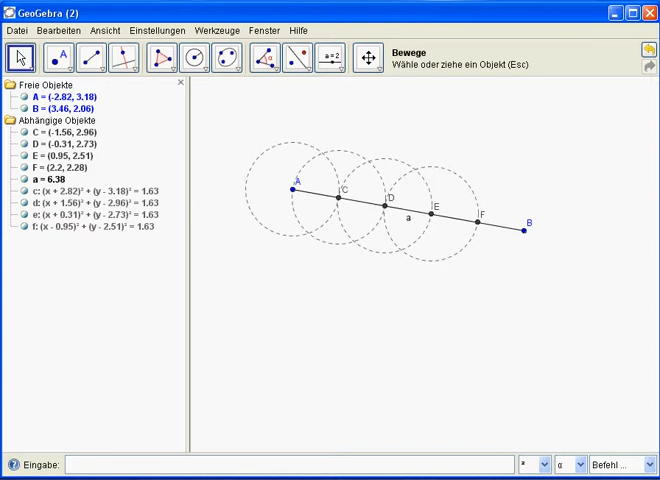 GeoGebra (2)
Datei Bearbeiten Ansicht Einstellungen Werkzeuge Fenster Hilfe
A α a = 2
Bewege
Wähle oder ziehe ein Objekt (Esc)
Freie Objekte
A = (-2.82, 3.18)
B = (3.46, 2.06)
Abhängige Objekte
C = (-1.56, 2.96)
D = (-0.31, 2.73)
E = (0.95, 2.51)
F = (2.2, 2.28)
a = 6.38
c: (x + 2.82)² + (y - 3.18)² = 1.63
d: (x + 1.56)² + (y - 2.96)² = 1.63
e: (x + 0.31)² + (y - 2.73)² = 1.63
f: (x - 0.95)² + (y - 2.51)² = 1.63
A
C
D
E
a
F
B
Eingabe: ² α Befehl ...